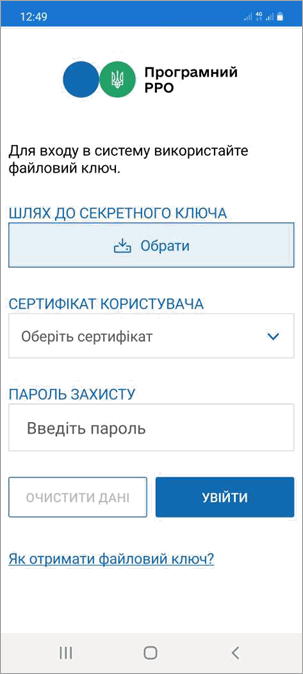 12:49
4G
Програмний
РРО
Для входу в систему використайте
файловий ключ.
ШЛЯХ ДО СЕКРЕТНОГО КЛЮЧА
Обрати
СЕРТИФІКАТ КОРИСТУВАЧА
Оберіть сертифікат
ПАРОЛЬ ЗАХИСТУ
Введіть пароль
ОЧИСТИТИ ДАНІ
УВІЙТИ
Як отримати файловий ключ?